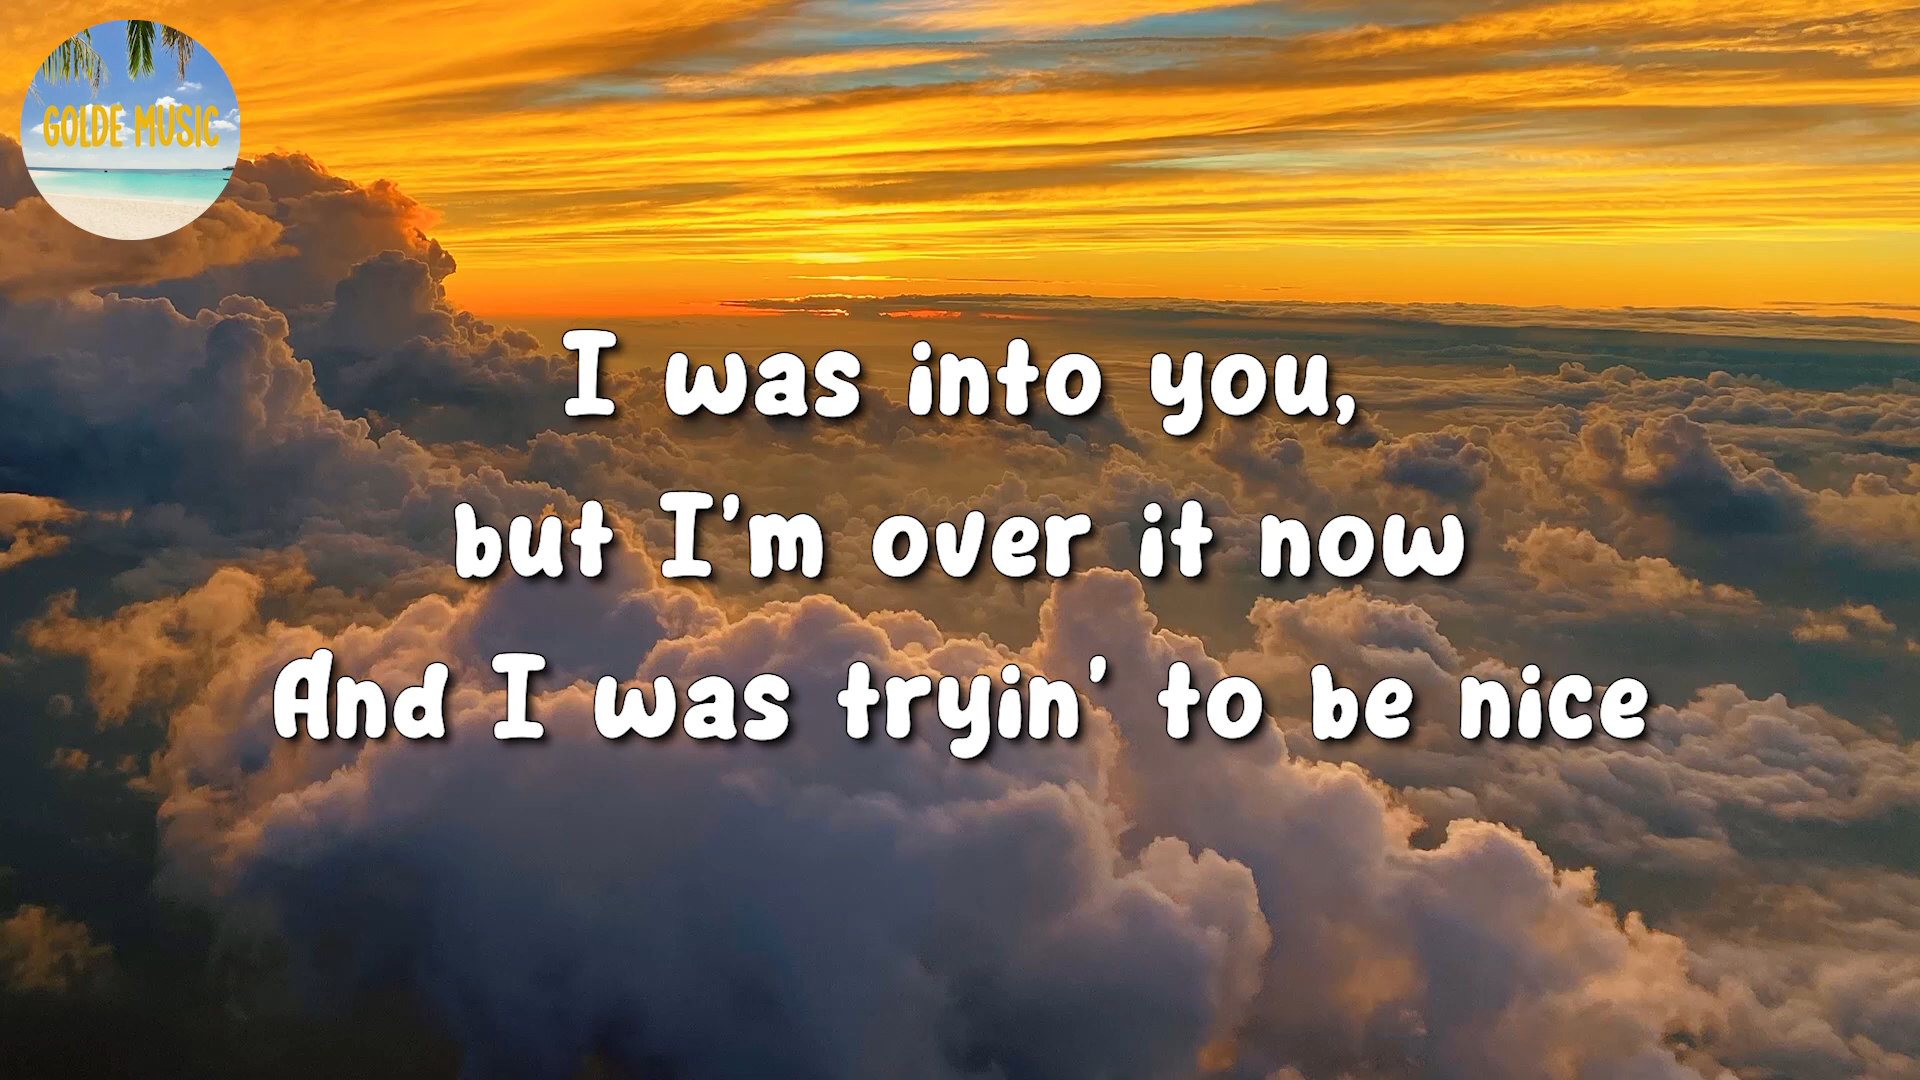 GOLDE MUSIC
I was into you,
but I'm over it now
And I was tryin' to be nice